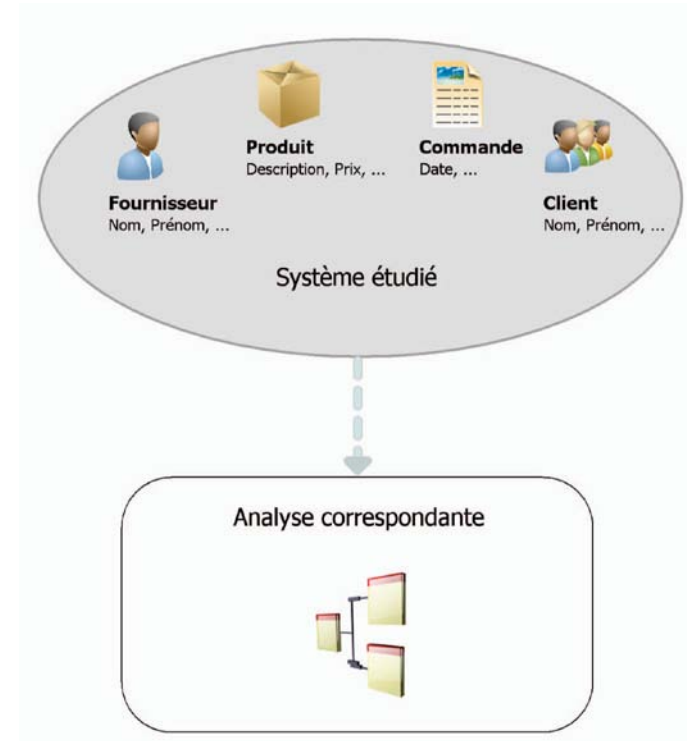 Produit
Description, Prix, ...
Commande
Date, ...
Fournisseur
Nom, Prénom, ...
Client
Nom, Prénom, ...
Système étudié
Analyse correspondante